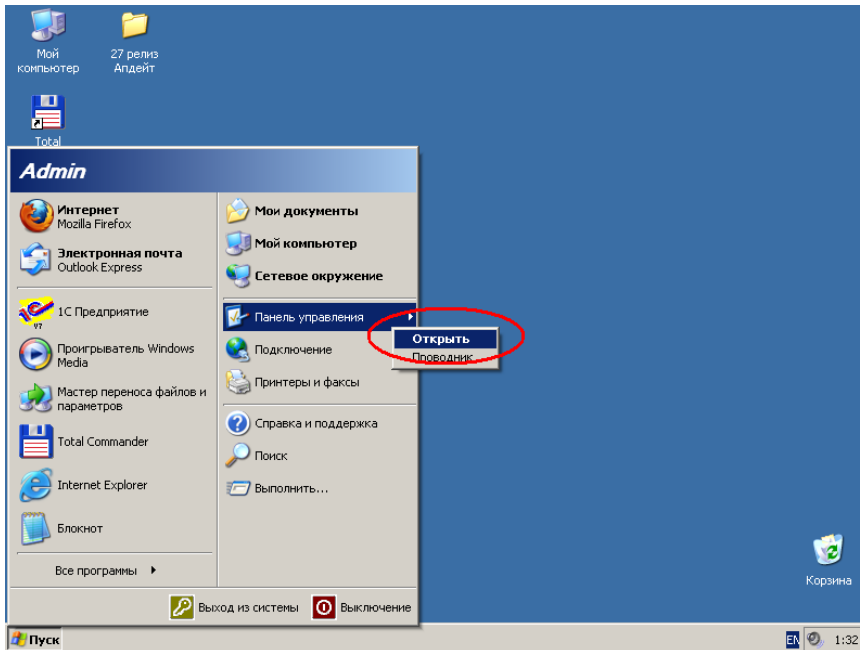 Мой
компьютер
27 релиз
Апдейт
Total
Admin
Интернет
Mozilla Firefox
Электронная почта
Outlook Express
1С Предприятие
V7
Проигрыватель Windows
Media
Мастер переноса файлов и
параметров
Total Commander
Internet Explorer
Блокнот
Все программы
Мои документы
Мой компьютер
Сетевое окружение
Панель управления
Открыть
Проводник
Подключение
Принтеры и факсы
Справка и поддержка
Поиск
Выполнить...
Выход из системы
Выключение
Корзина
Пуск
EN
1:32